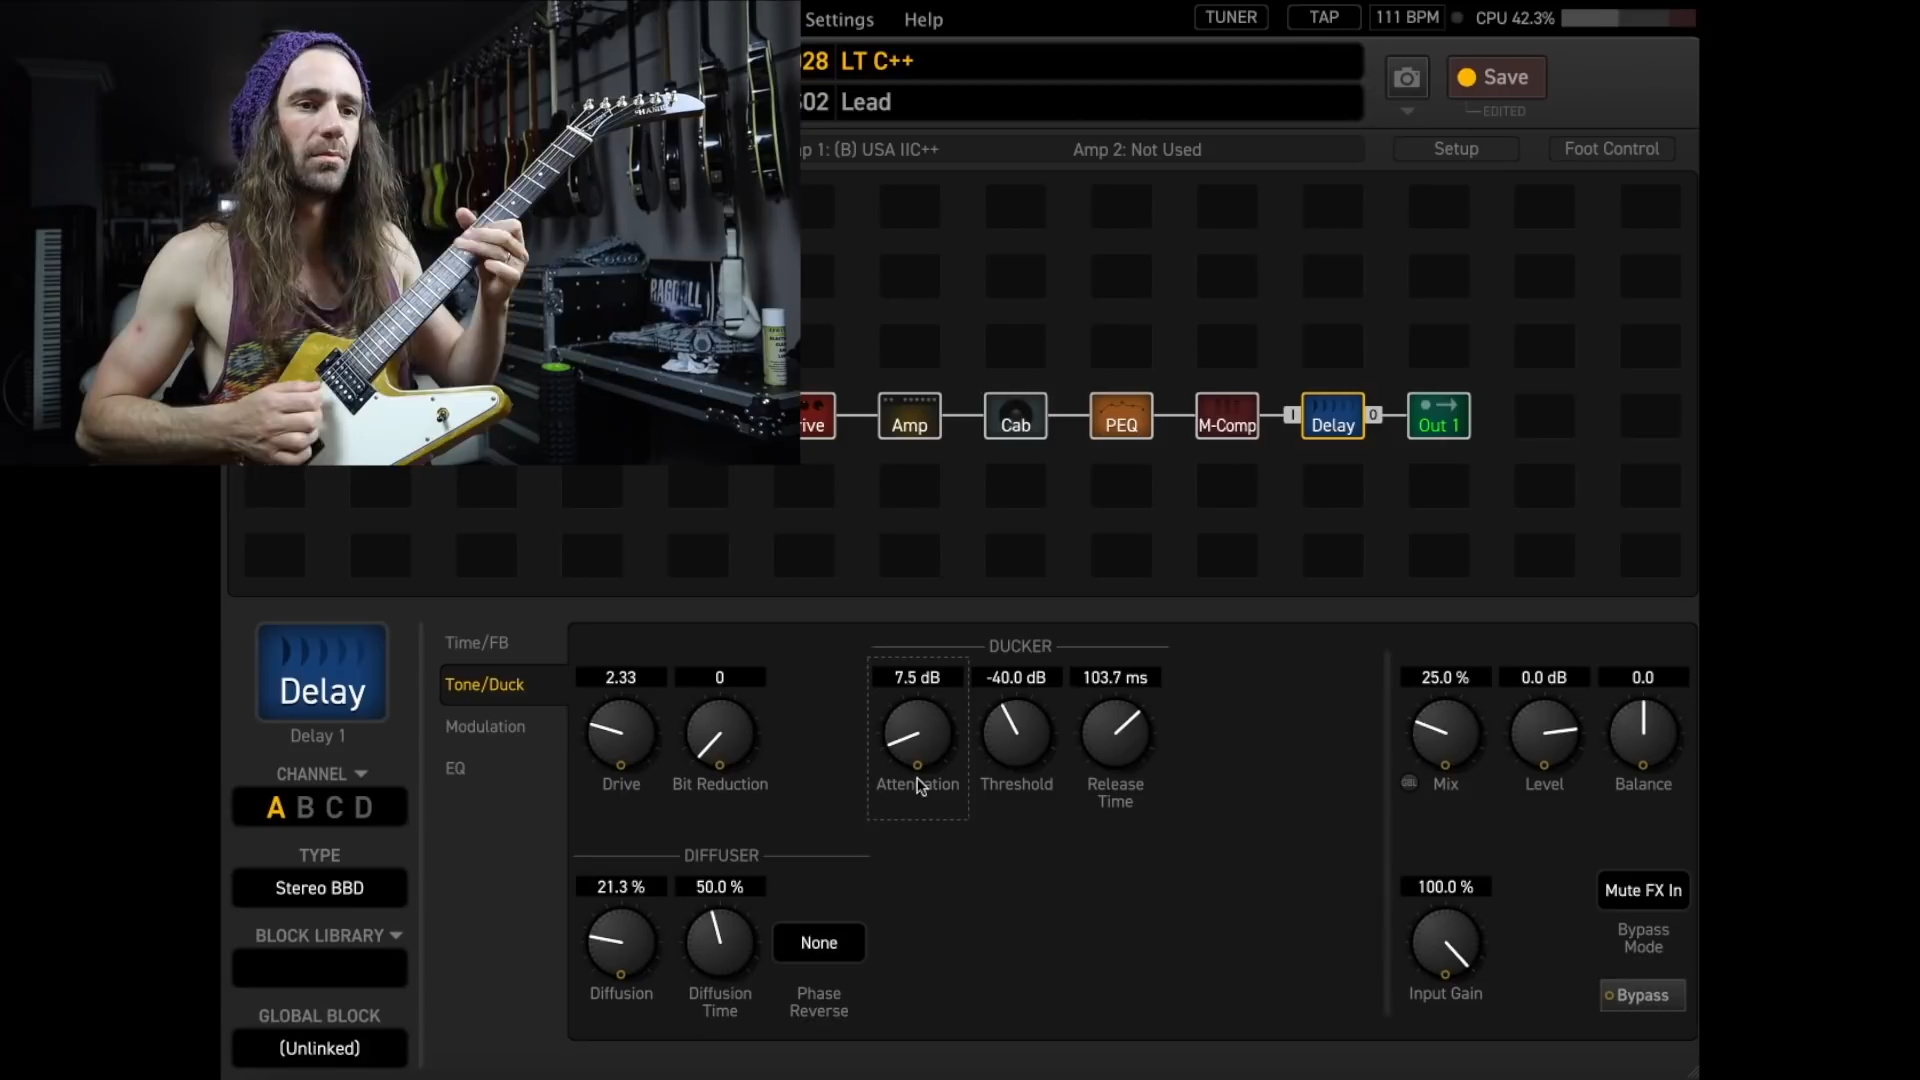 Settings Help TUNER TAP 111 BPM CPU 42.3%
28 LT C++
02 Lead
Save
EDITED
p 1: (B) USA IIC++ Amp 2: Not Used Setup Foot Control
HAMER
RAGDOLL
ive Amp Cab PEQ M-Comp I Delay O Out 1
Delay
Delay 1
CHANNEL
A B C D
TYPE
Stereo BBD
BLOCK LIBRARY
GLOBAL BLOCK
(Unlinked)
Time/FB
Tone/Duck
Modulation
EQ
DUCKER
2.33 0 7.5 dB -40.0 dB 103.7 ms
Drive Bit Reduction Attenuation Threshold Release
Time
DIFFUSER
21.3 % 50.0 %
None
Diffusion Diffusion
Time
Phase
Reverse
25.0 % 0.0 dB 0.0
Mix Level Balance
100.0 %
Input Gain
Mute FX In
Bypass
Mode
Bypass